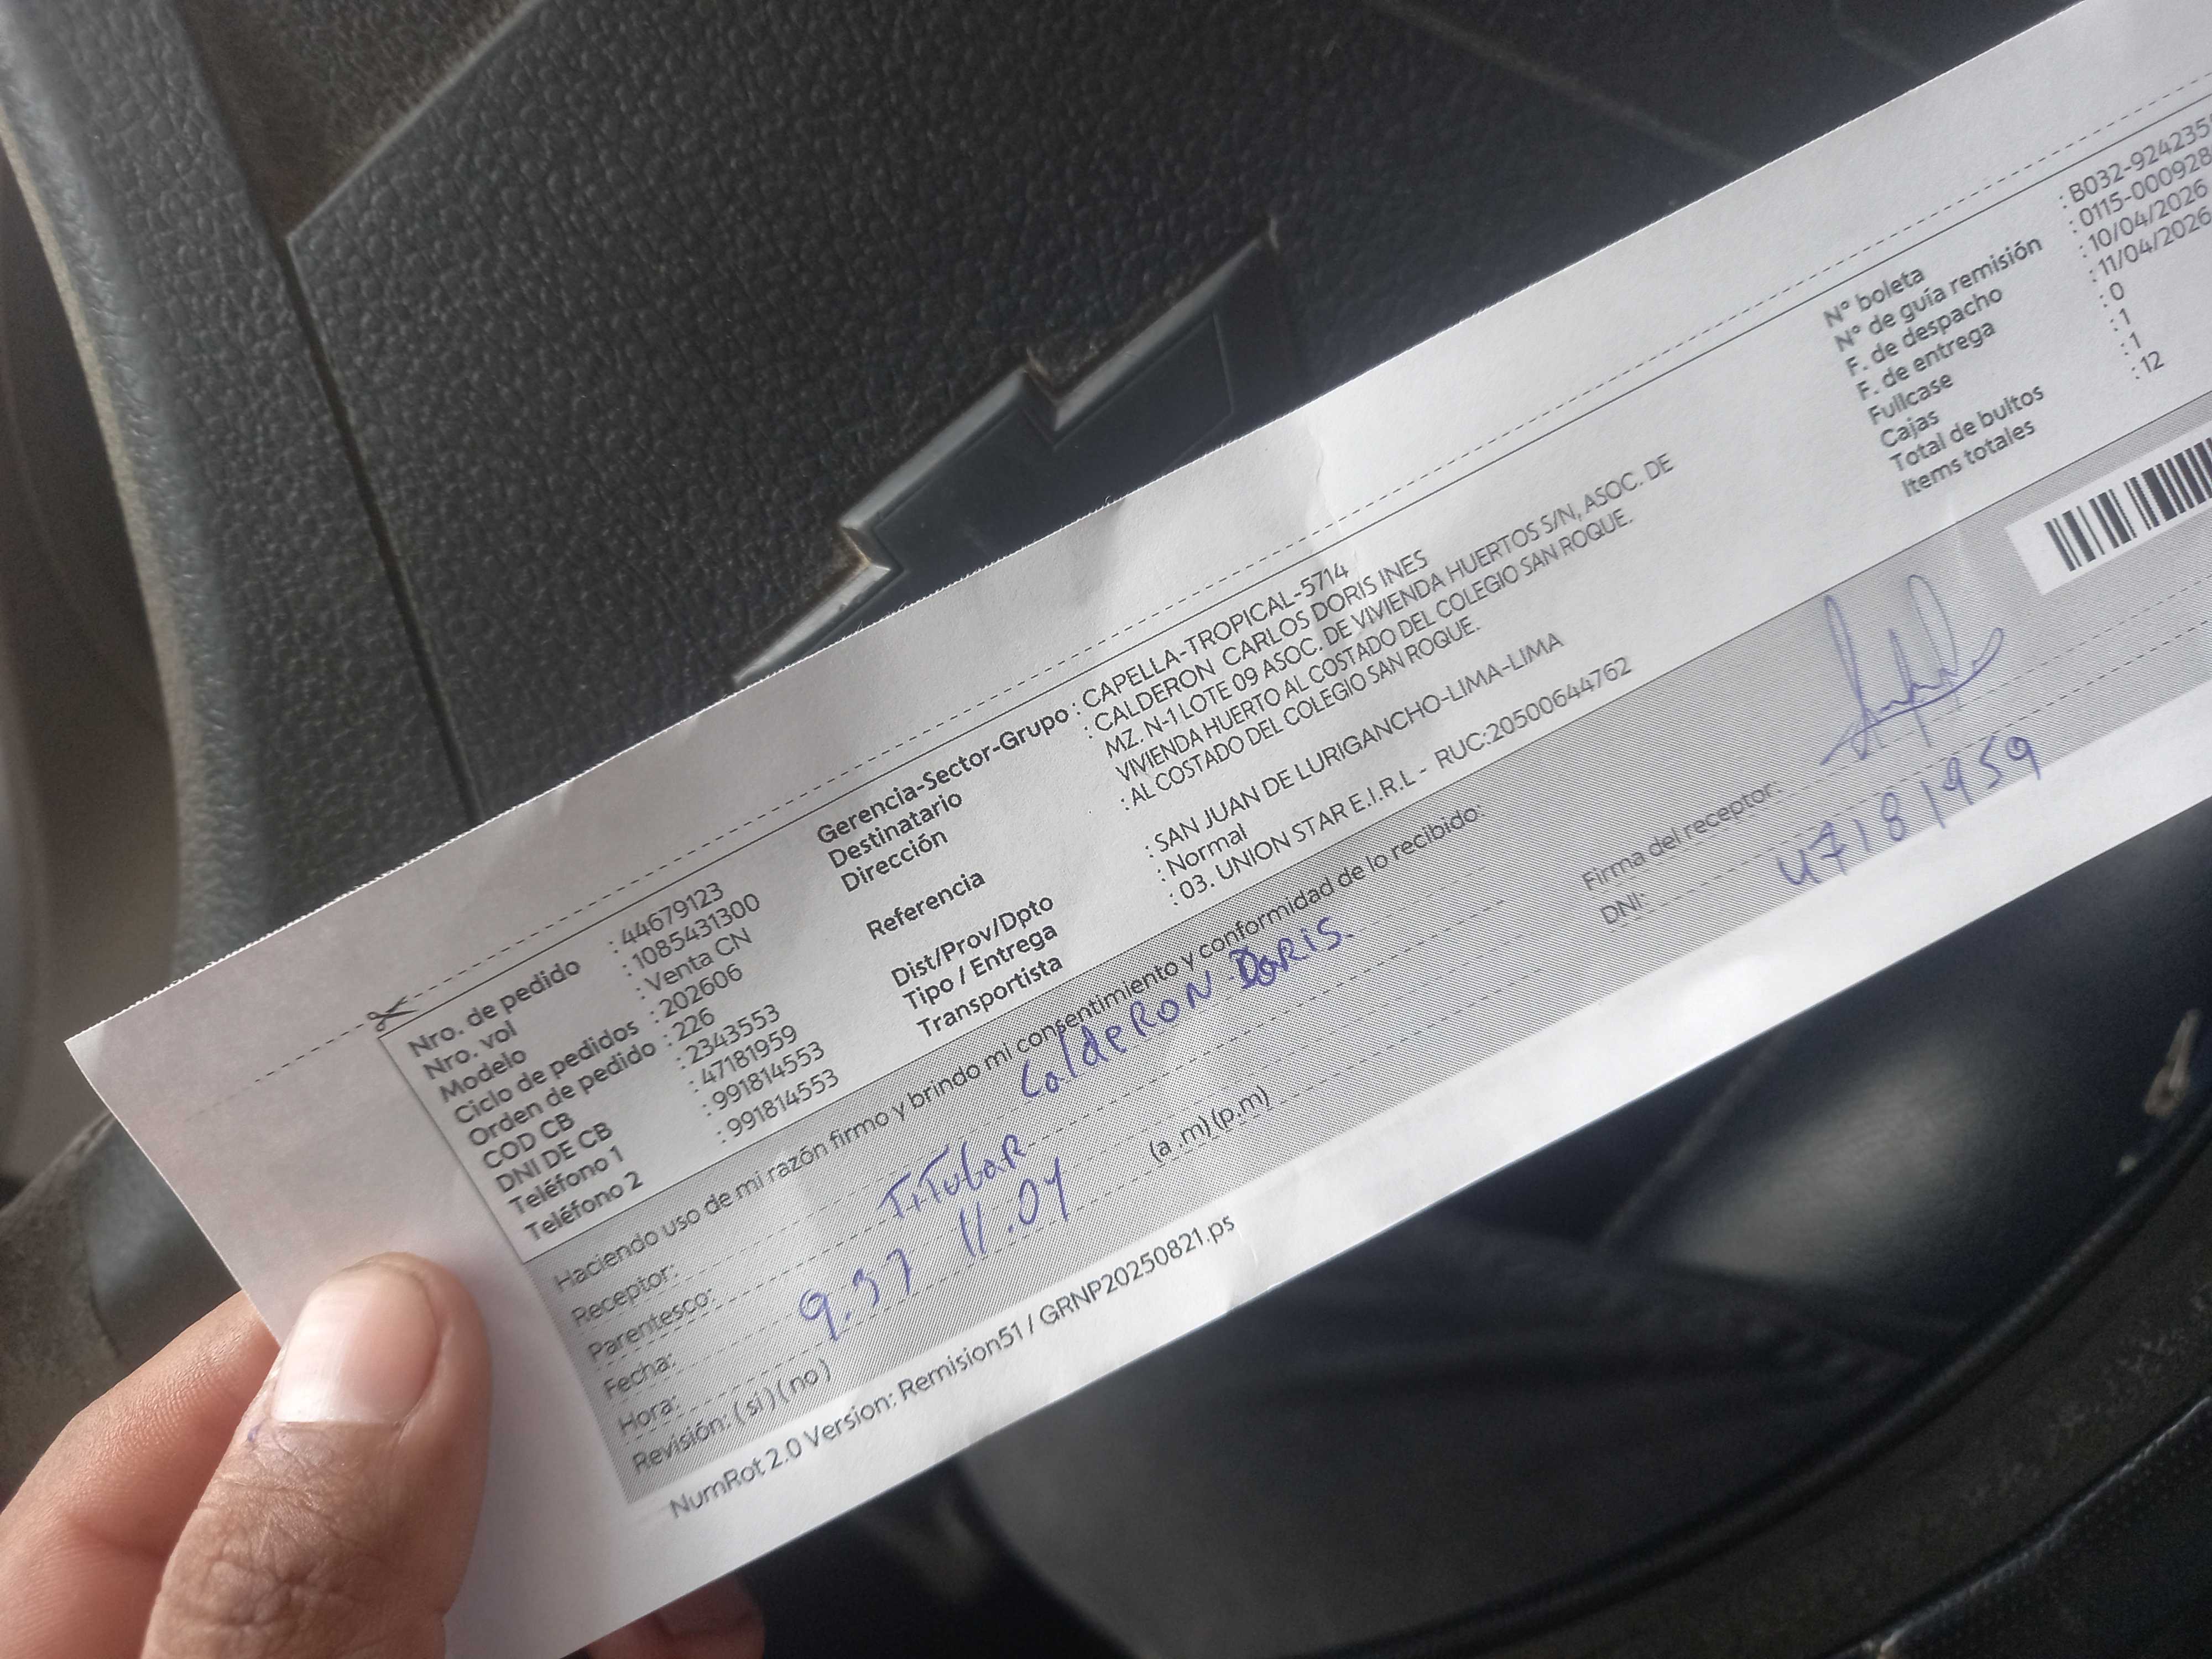 Nro. de pedido : 44679123
Nro. vol : 1085431300
Modelo : Venta CN
Ciclo de pedidos : 202606
Orden de pedido : 226
COD CB : 2343553
DNI DE CB : 47181959
Teléfono 1 : 991814553
Teléfono 2 : 991814553
Gerencia-Sector-Grupo : CAPELLA-TROPICAL-5714
Destinatario : CALDERON CARLOS DORIS INES
Dirección MZ. N-1 LOTE 09 ASOC. DE VIVIENDA HUERTOS S/N, ASOC. DE
VIVIENDA HUERTO AL COSTADO DEL COLEGIO SAN ROQUE.
Referencia : AL COSTADO DEL COLEGIO SAN ROQUE.
Dist/Prov/Dpto : SAN JUAN DE LURIGANCHO-LIMA-LIMA
Tipo / Entrega : Normal
Transportista : 03. UNION STAR E.I.R.L - RUC:20500644762
N° boleta : B032-924235
N° de guía remisión : 0115-000928
F. de despacho : 10/04/2026
F. de entrega : 11/04/2026
Fullcase : 0
Cajas : 1
Total de bultos : 1
Items totales : 12
Haciendo uso de mi razón firmo y brindo mi consentimiento y conformidad de lo recibido:
Receptor: CaldeRON DORIS.
Parentesco: TiTulaR
Fecha: 9.37 11.04
Hora: (a .m) (p.m)
Revisión: ( si ) ( no )
Firma del receptor:
DNI: 47181959
NumRot 2.0 Version: Remision51 / GRNP20250821.ps